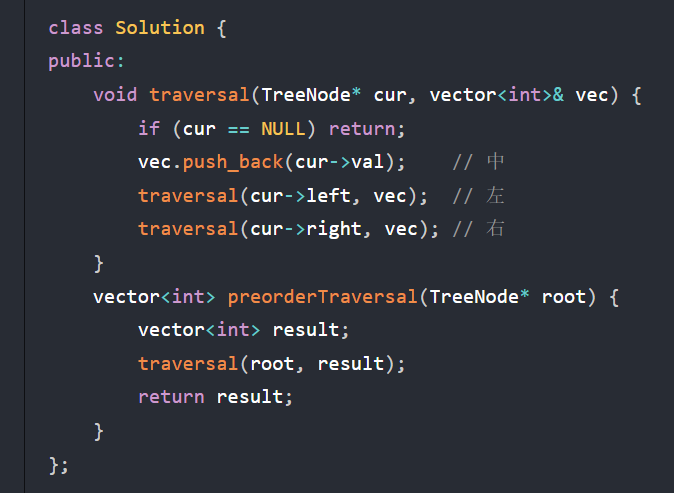 class Solution {
public:
    void traversal(TreeNode* cur, vector<int>& vec) {
        if (cur == NULL) return;
        vec.push_back(cur->val);    // 中
        traversal(cur->left, vec);  // 左
        traversal(cur->right, vec); // 右
    }
    vector<int> preorderTraversal(TreeNode* root) {
        vector<int> result;
        traversal(root, result);
        return result;
    }
};